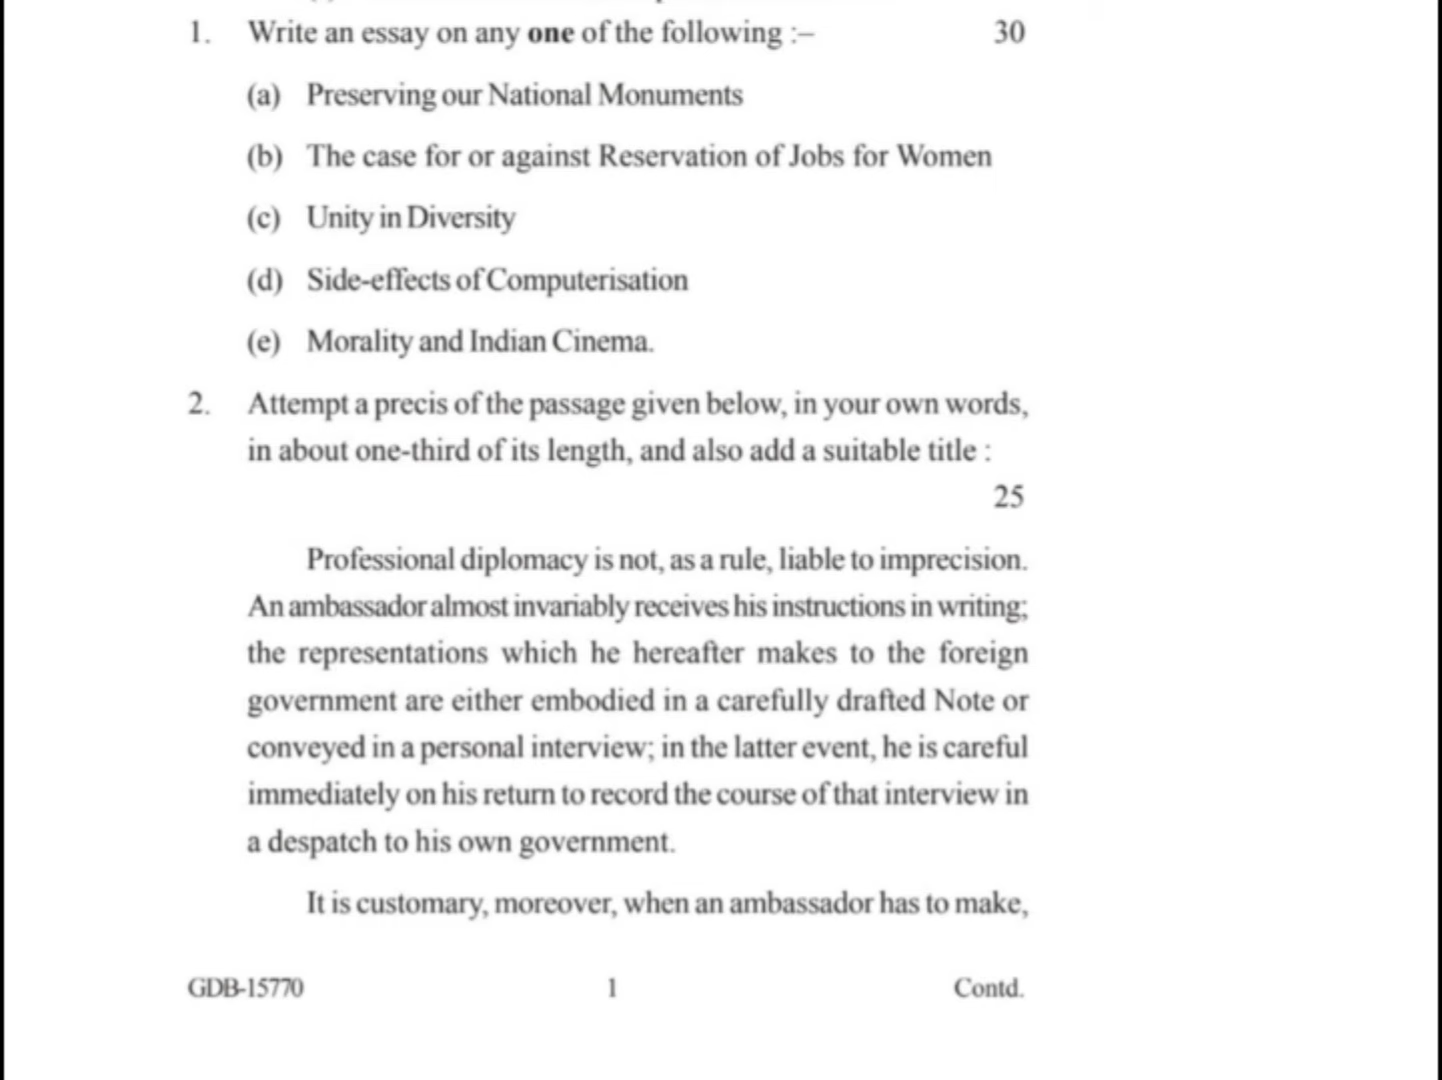 1. Write an essay on any one of the following :– 30
(a) Preserving our National Monuments
(b) The case for or against Reservation of Jobs for Women
(c) Unity in Diversity
(d) Side-effects of Computerisation
(e) Morality and Indian Cinema.
2. Attempt a precis of the passage given below, in your own words,
in about one-third of its length, and also add a suitable title :
25
Professional diplomacy is not, as a rule, liable to imprecision.
An ambassador almost invariably receives his instructions in writing;
the representations which he hereafter makes to the foreign
government are either embodied in a carefully drafted Note or
conveyed in a personal interview; in the latter event, he is careful
immediately on his return to record the course of that interview in
a despatch to his own government.
It is customary, moreover, when an ambassador has to make,
GDB-15770 1 Contd.